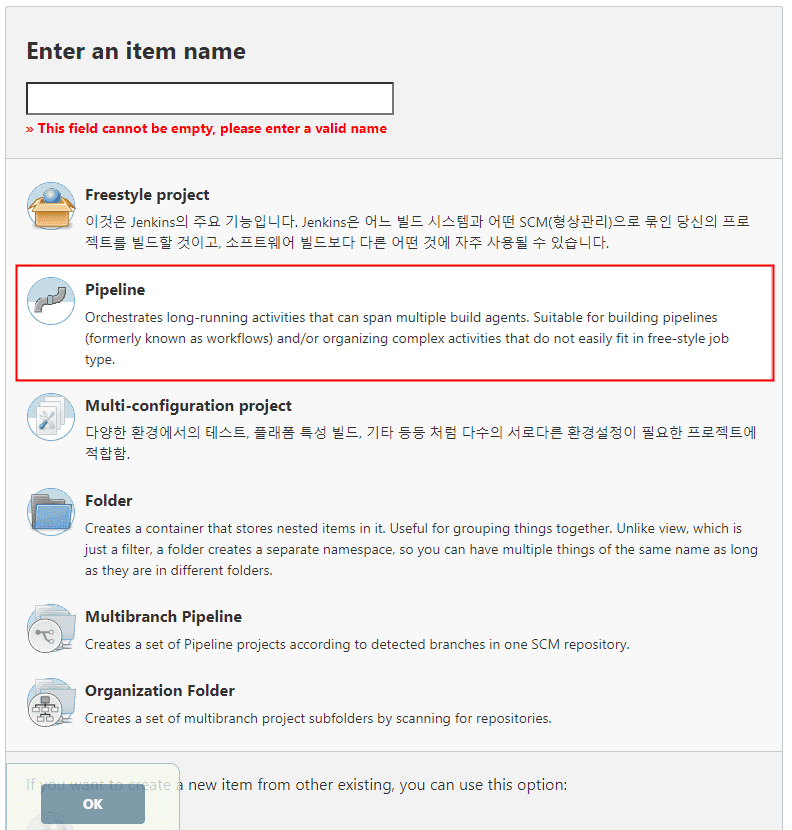 Enter an item name
» This field cannot be empty, please enter a valid name
Freestyle project
이것은 Jenkins의 주요 기능입니다. Jenkins은 어느 빌드 시스템과 어떤 SCM(형상관리)으로 묶인 당신의 프로
젝트를 빌드할 것이고, 소프트웨어 빌드보다 다른 어떤 것에 자주 사용될 수 있습니다.
Pipeline
Orchestrates long-running activities that can span multiple build agents. Suitable for building pipelines
(formerly known as workflows) and/or organizing complex activities that do not easily fit in free-style job
type.
Multi-configuration project
다양한 환경에서의 테스트, 플래폼 특성 빌드, 기타 등등 처럼 다수의 서로다른 환경설정이 필요한 프로젝트에
적합함.
Folder
Creates a container that stores nested items in it. Useful for grouping things together. Unlike view, which is
just a filter, a folder creates a separate namespace, so you can have multiple things of the same name as long
as they are in different folders.
Multibranch Pipeline
Creates a set of Pipeline projects according to detected branches in one SCM repository.
Organization Folder
Creates a set of multibranch project subfolders by scanning for repositories.
If you want to create a new item from other existing, you can use this option:
OK